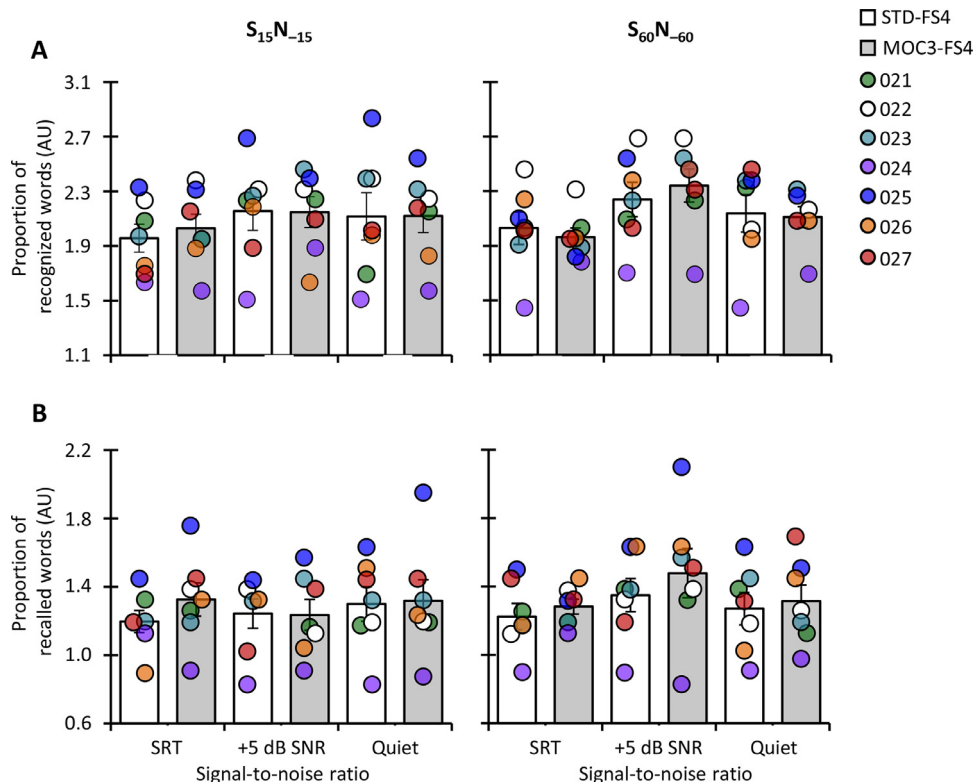 S₁₅N₋₁₅
S₆₀N₋₆₀
STD-FS4
MOC3-FS4
021
022
023
024
025
026
027
A
Proportion of
recognized words (AU)
3.1
2.7
2.3
1.9
1.5
1.1
B
Proportion of
recalled words (AU)
2.2
1.8
1.4
1.0
0.6
SRT
+5 dB SNR
Quiet
Signal-to-noise ratio
SRT
+5 dB SNR
Quiet
Signal-to-noise ratio